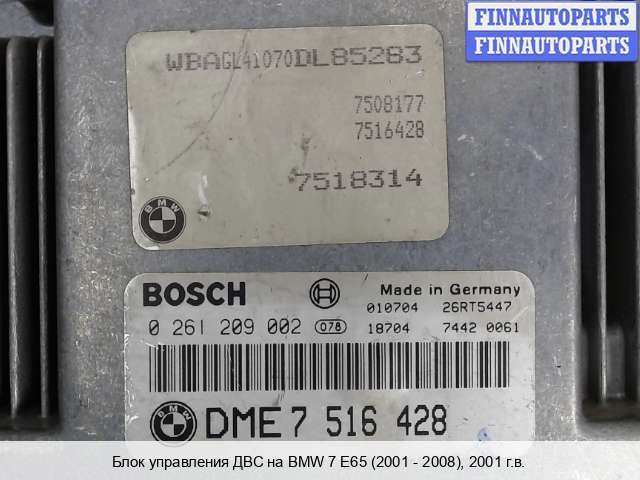 FINNAUTOPARTS
FINNAUTOPARTS
WBAGL41070DL85283
7508177
7516428
7518314
BMW
BOSCH Made in Germany
010704 26RT5447
0 261 209 002 078 18704 7442 0061
BMW DME 7 516 428
Блок управления ДВС на BMW 7 E65 (2001 - 2008), 2001 г.в.